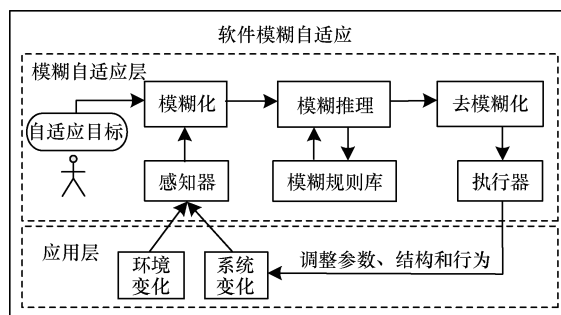 软件模糊自适应
模糊自适应层
模糊化
模糊推理
去模糊化
自适应目标
感知器
模糊规则库
执行器
应用层
环境
变化
系统
变化
调整参数、结构和行为